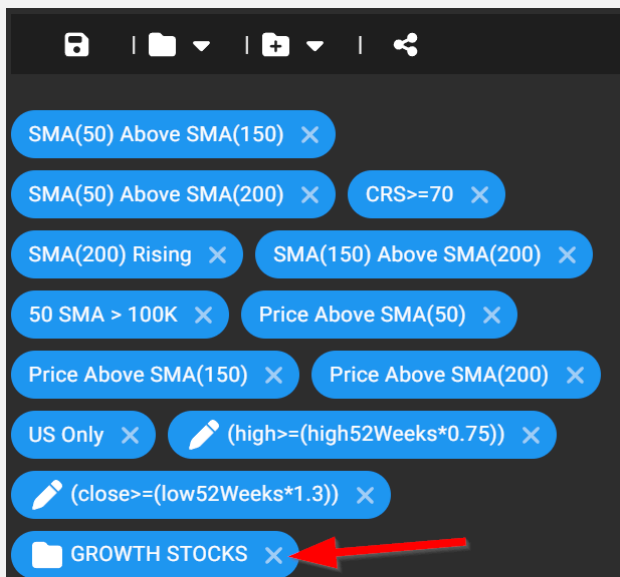 SMA(50) Above SMA(150)
SMA(50) Above SMA(200) CRS>=70
SMA(200) Rising SMA(150) Above SMA(200)
50 SMA > 100K Price Above SMA(50)
Price Above SMA(150) Price Above SMA(200)
US Only (high>=(high52Weeks*0.75))
(close>=(low52Weeks*1.3))
GROWTH STOCKS